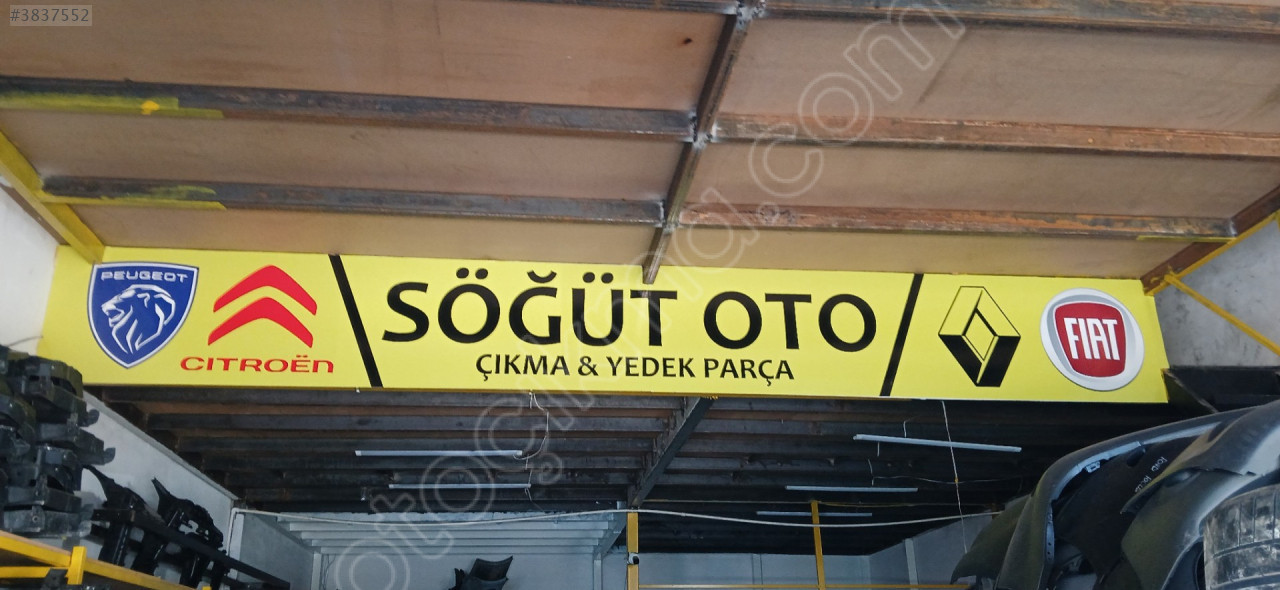 #3837552
otoçıkma.com
PEUGEOT
CITROËN
SÖĞÜT OTO
ÇIKMA & YEDEK PARÇA
FIAT